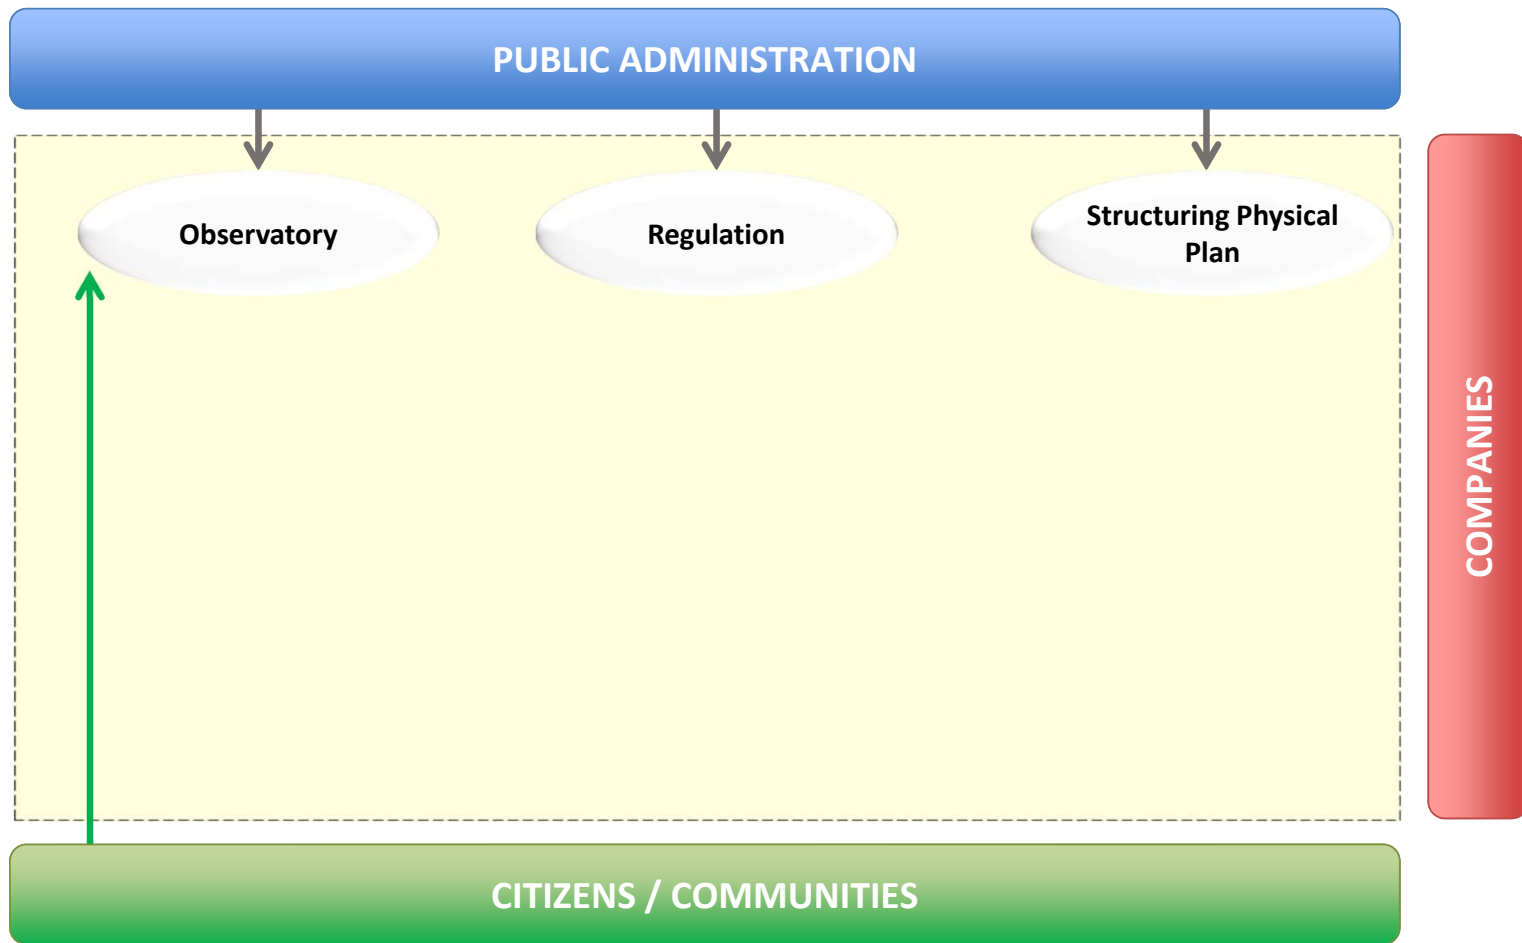 PUBLIC ADMINISTRATION
Observatory
Regulation
Structuring Physical
Plan
COMPANIES
CITIZENS / COMMUNITIES